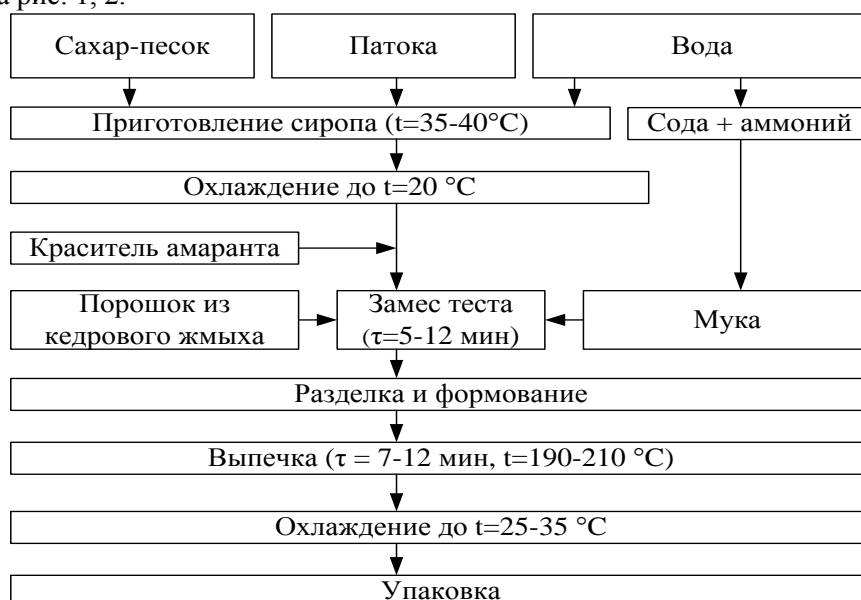 а рис. 1, 2.
Сахар-песок
Патока
Вода
Приготовление сиропа (t=35-40°С)
Сода + аммоний
Охлаждение до t=20 °С
Краситель амаранта
Порошок из
кедрового жмыха
Замес теста
(τ=5-12 мин)
Мука
Разделка и формование
Выпечка (τ = 7-12 мин, t=190-210 °С)
Охлаждение до t=25-35 °С
Упаковка